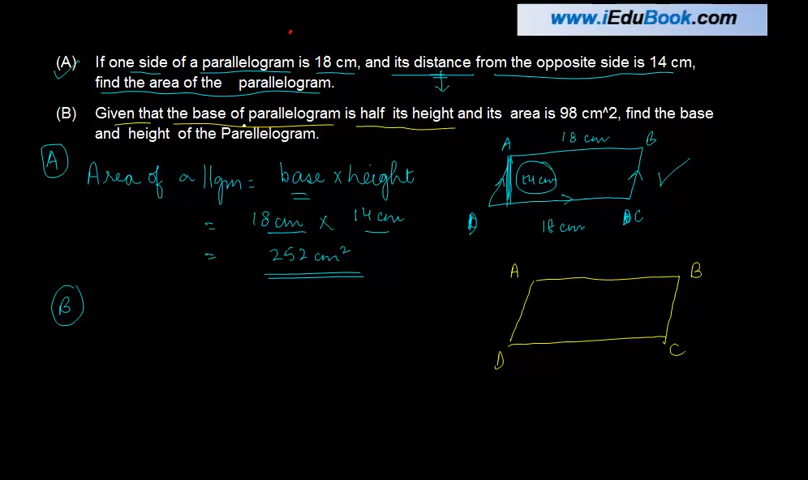 www.iEduBook.com
(A) If one side of a parallelogram is 18 cm, and its distance from the opposite side is 14 cm,
find the area of the parallelogram.
(B) Given that the base of parallelogram is half its height and its area is 98 cm^2, find the base
and height of the Parellelogram.
A
Area of a ||gm = base × height
= 18 cm × 14 cm
= 252 cm²
A 18 cm B
14 cm
D 18 cm C
B
A B
D C